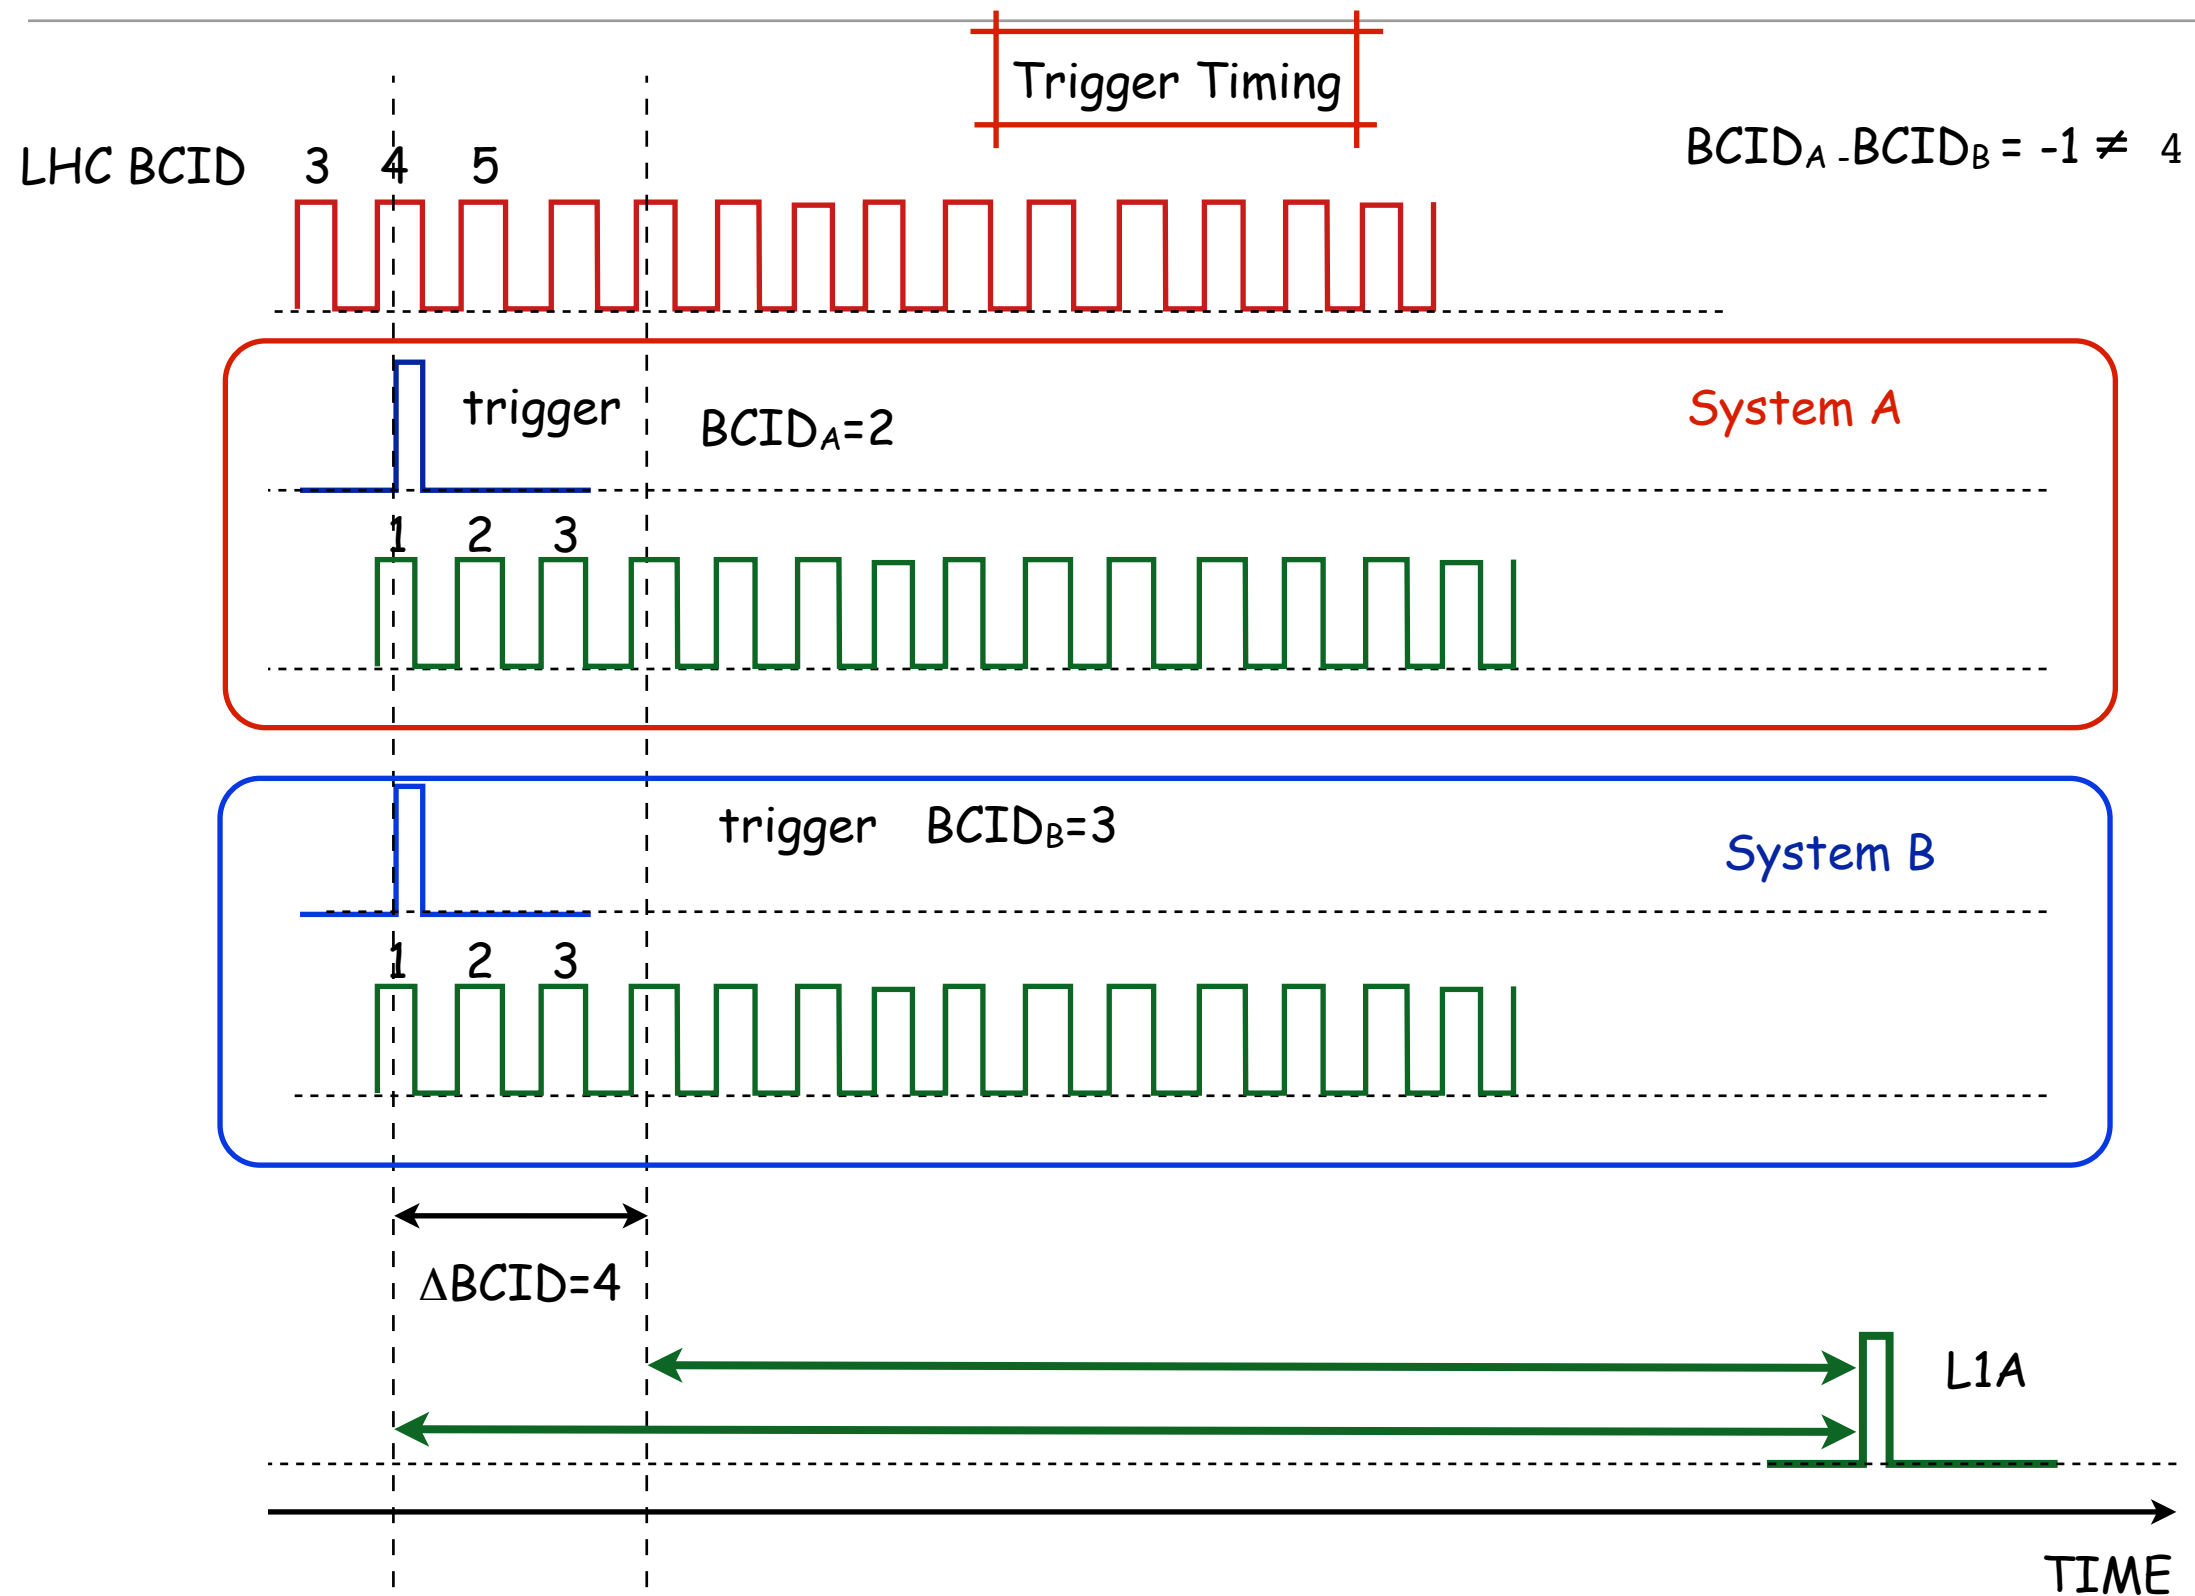 Trigger Timing
BCIDA -BCIDB = -1 ≠ 4
LHC BCID 3 4 5
trigger BCIDA=2 System A
1 2 3
trigger BCIDB=3 System B
1 2 3
ΔBCID=4
L1A
TIME